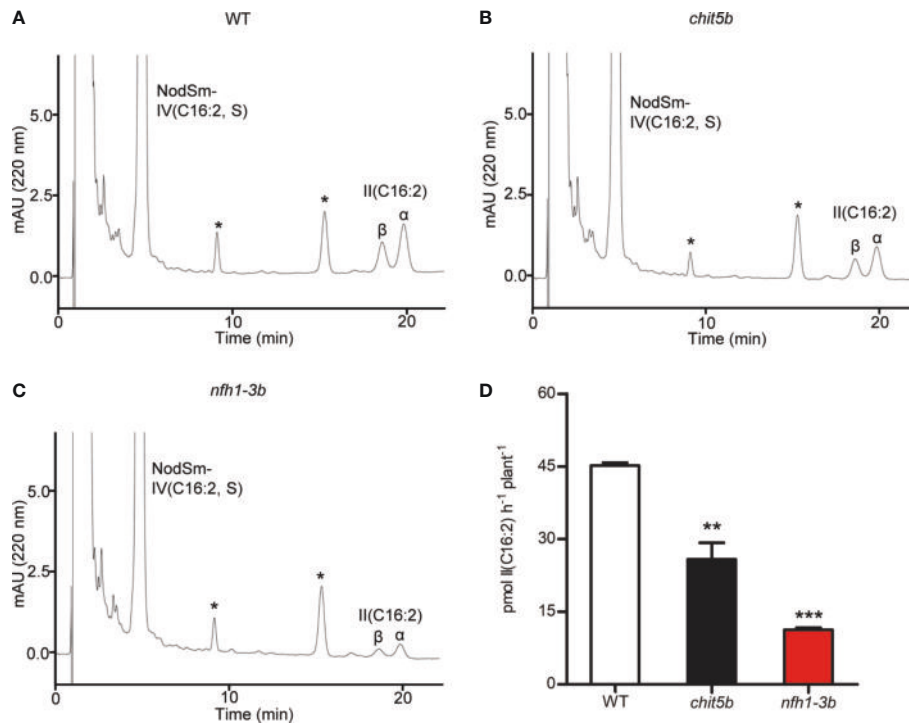 A
WT
NodSm-
IV(C16:2, S)
mAU (220 nm)
5.0
2.5
0.0
*
*
II(C16:2)
β
α
0
10
20
Time (min)
B
chit5b
NodSm-
IV(C16:2, S)
mAU (220 nm)
5.0
2.5
0.0
*
*
II(C16:2)
β
α
0
10
20
Time (min)
C
nfh1-3b
NodSm-
IV(C16:2, S)
mAU (220 nm)
5.0
2.5
0.0
*
*
II(C16:2)
β
α
0
10
20
Time (min)
D
pmol II(C16:2) h⁻¹ plant⁻¹
60
45
30
15
0
**
***
WT
chit5b
nfh1-3b